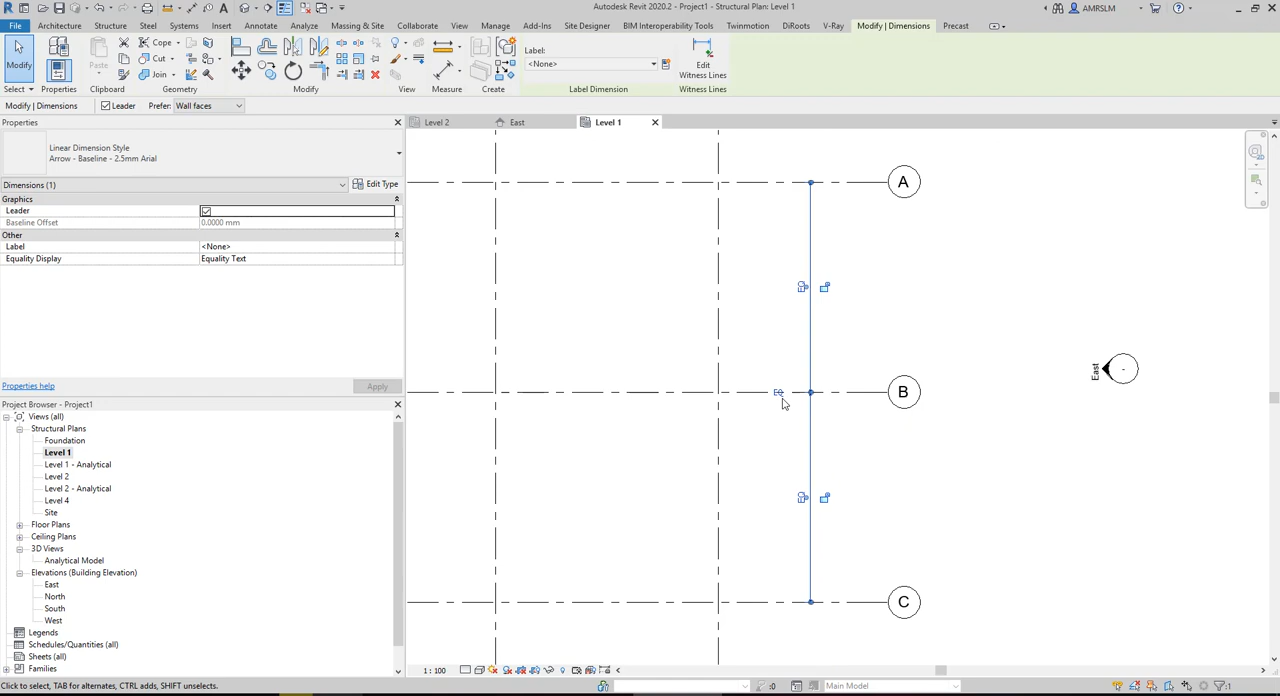 Autodesk Revit 2020.2 - Project1 - Structural Plan: Level 1
AMRSLM
File Architecture Structure Steel Systems Insert Annotate Analyze Massing & Site Collaborate View Manage Add-Ins Site Designer BIM Interoperability Tools Twinmotion DiRoots V-Ray Modify | Dimensions Precast
Cope
Cut
Join
Modify
Paste
Label:
<None>
Edit
Witness Lines
Select Properties Clipboard Geometry Modify View Measure Create Label Dimension Witness Lines
Modify | Dimensions Leader Prefer: Wall faces
Properties
Level 2 East Level 1
Linear Dimension Style
Arrow - Baseline - 2.5mm Arial
Dimensions (1) Edit Type
Graphics
Leader
Baseline Offset 0.0000 mm
Other
Label <None>
Equality Display Equality Text
Properties help Apply
Project Browser - Project1
Views (all)
Structural Plans
Foundation
Level 1
Level 1 - Analytical
Level 2
Level 2 - Analytical
Level 4
Site
Floor Plans
Ceiling Plans
3D Views
Analytical Model
Elevations (Building Elevation)
East
North
South
West
Legends
Schedules/Quantities (all)
Sheets (all)
Families
A
B
C
EQ
East
-
1 : 100
Click to select, TAB for alternates, CTRL adds, SHIFT unselects.
:0
Main Model
:1